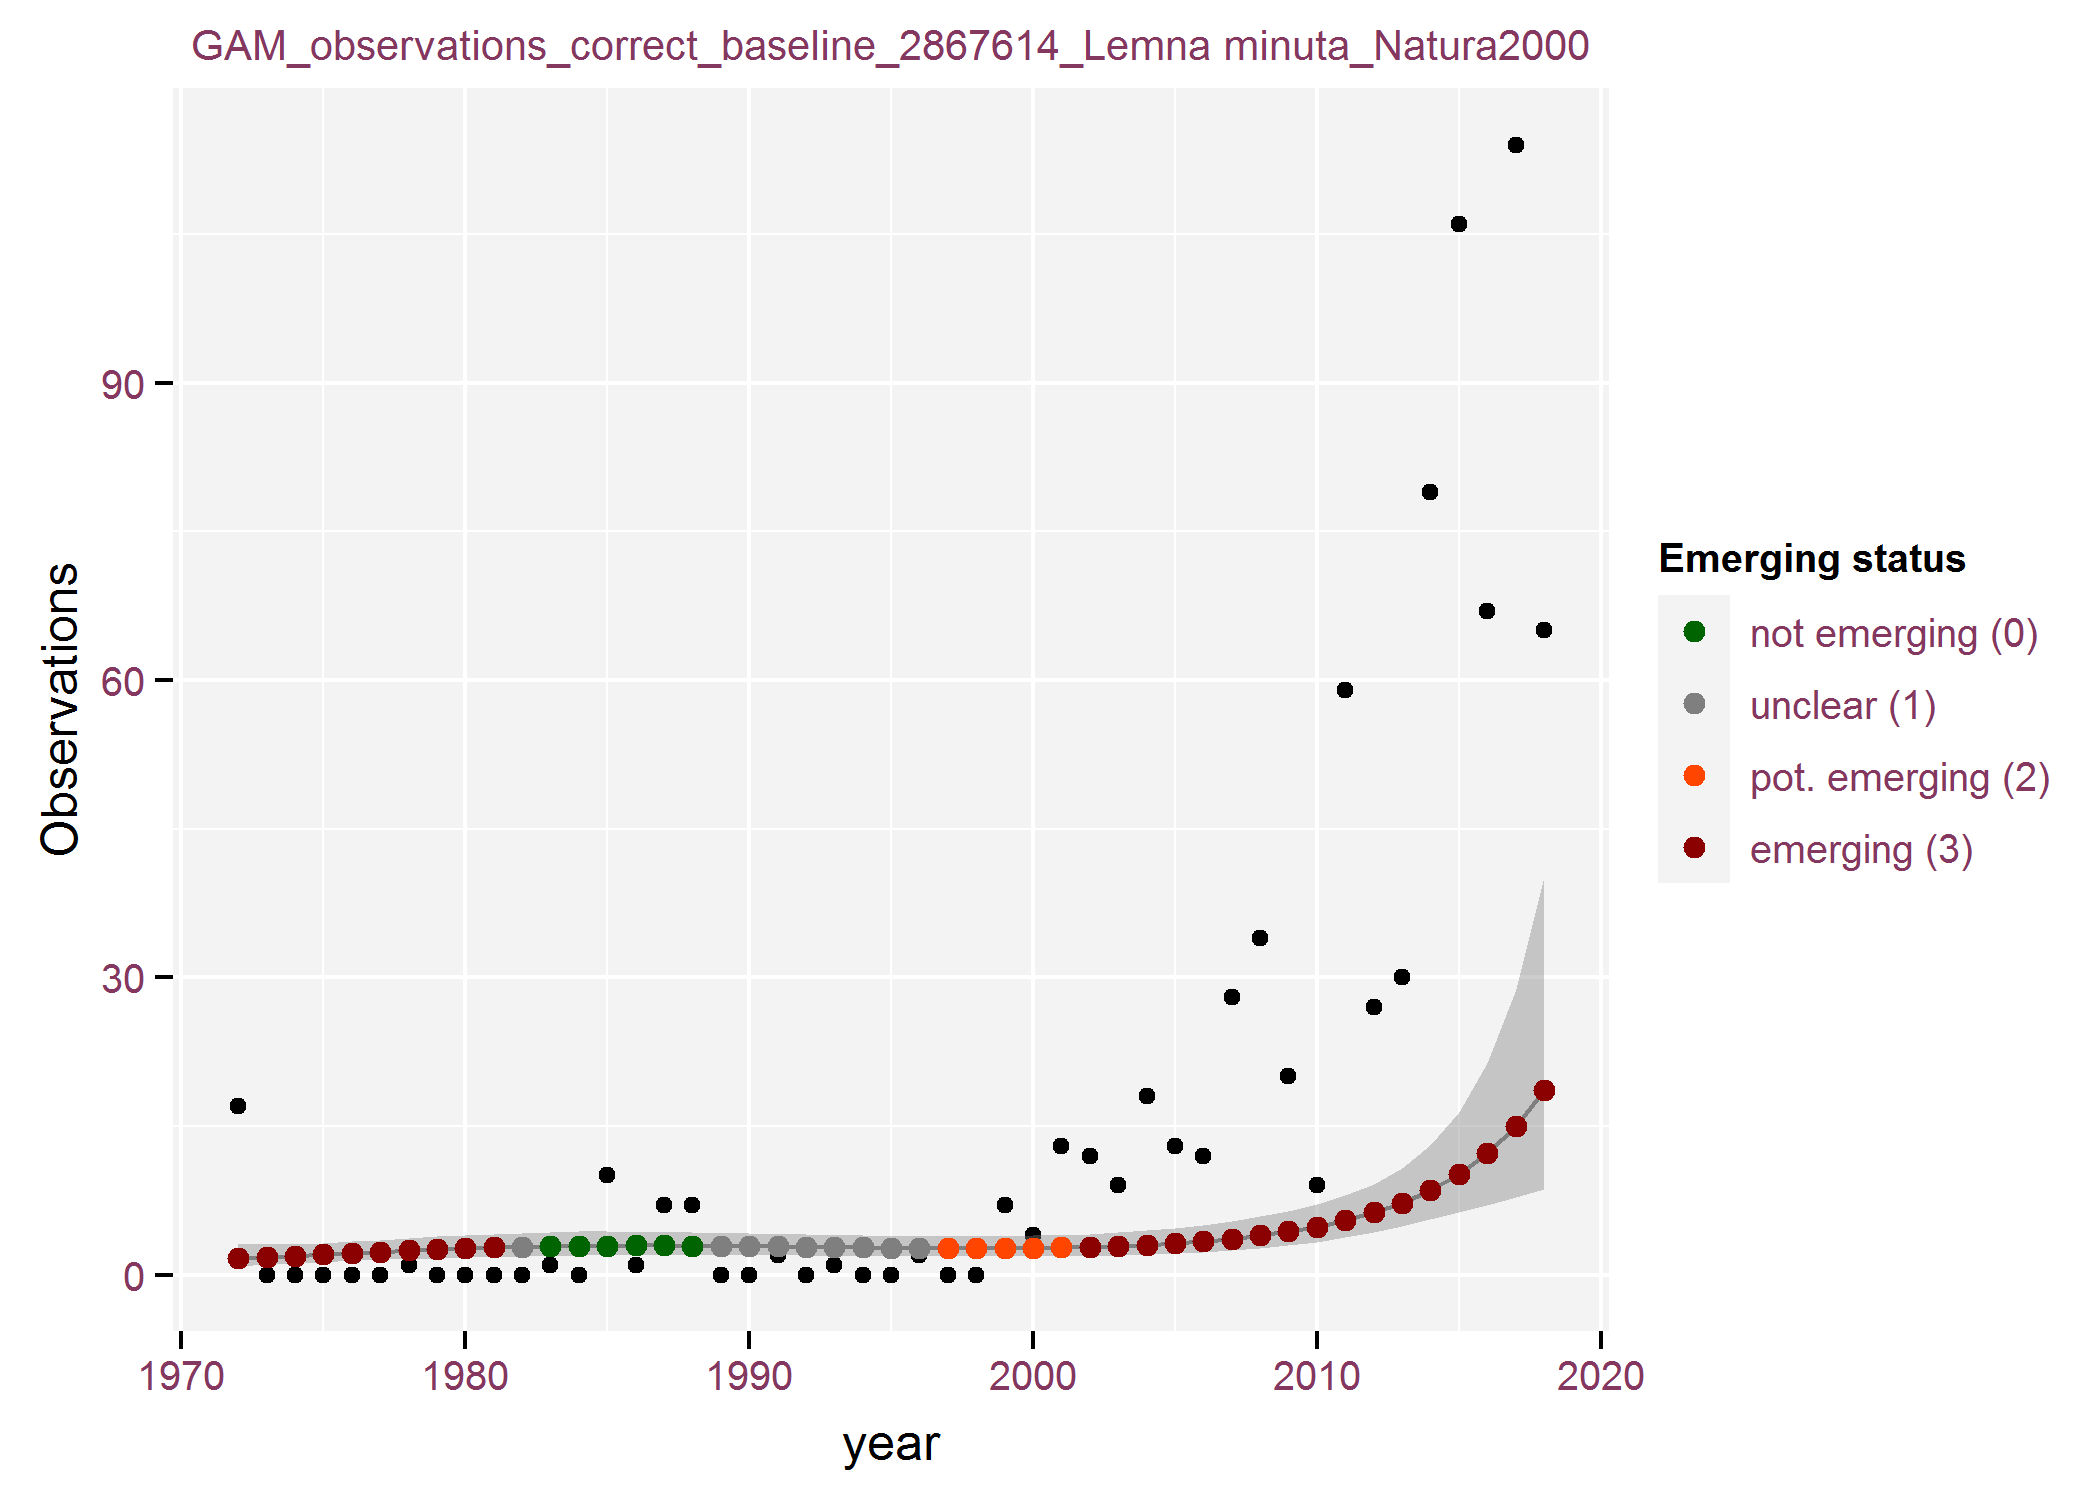 GAM_observations_correct_baseline_2867614_Lemna minuta_Natura2000
Observations
90
60
30
0
1970 1980 1990 2000 2010 2020
year
Emerging status
not emerging (0)
unclear (1)
pot. emerging (2)
emerging (3)